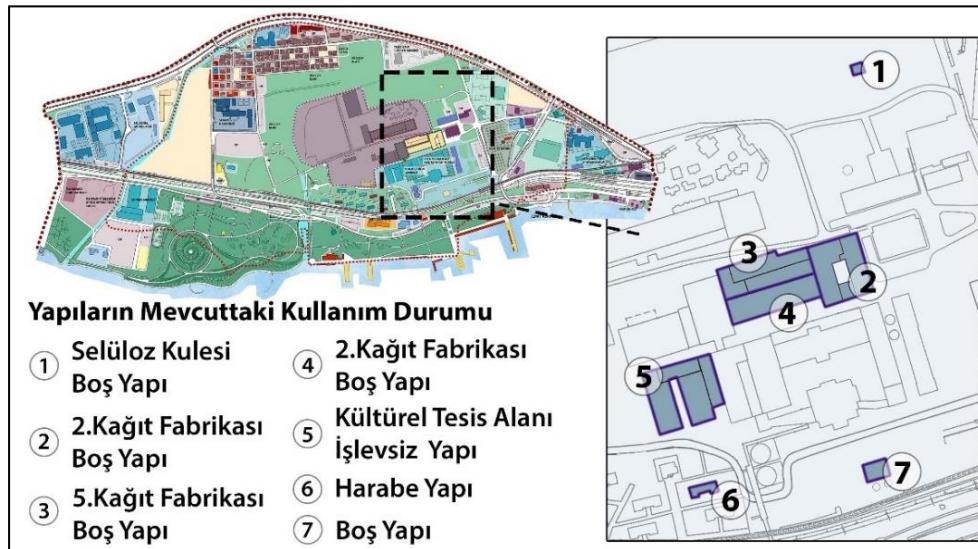 Yapıların Mevcuttaki Kullanım Durumu
1 Selüloz Kulesi
Boş Yapı
2 2.Kağıt Fabrikası
Boş Yapı
3 5.Kağıt Fabrikası
Boş Yapı
4 2.Kağıt Fabrikası
Boş Yapı
5 Kültürel Tesis Alanı
İşlevsiz Yapı
6 Harabe Yapı
7 Boş Yapı
1
3
2
4
5
6
7